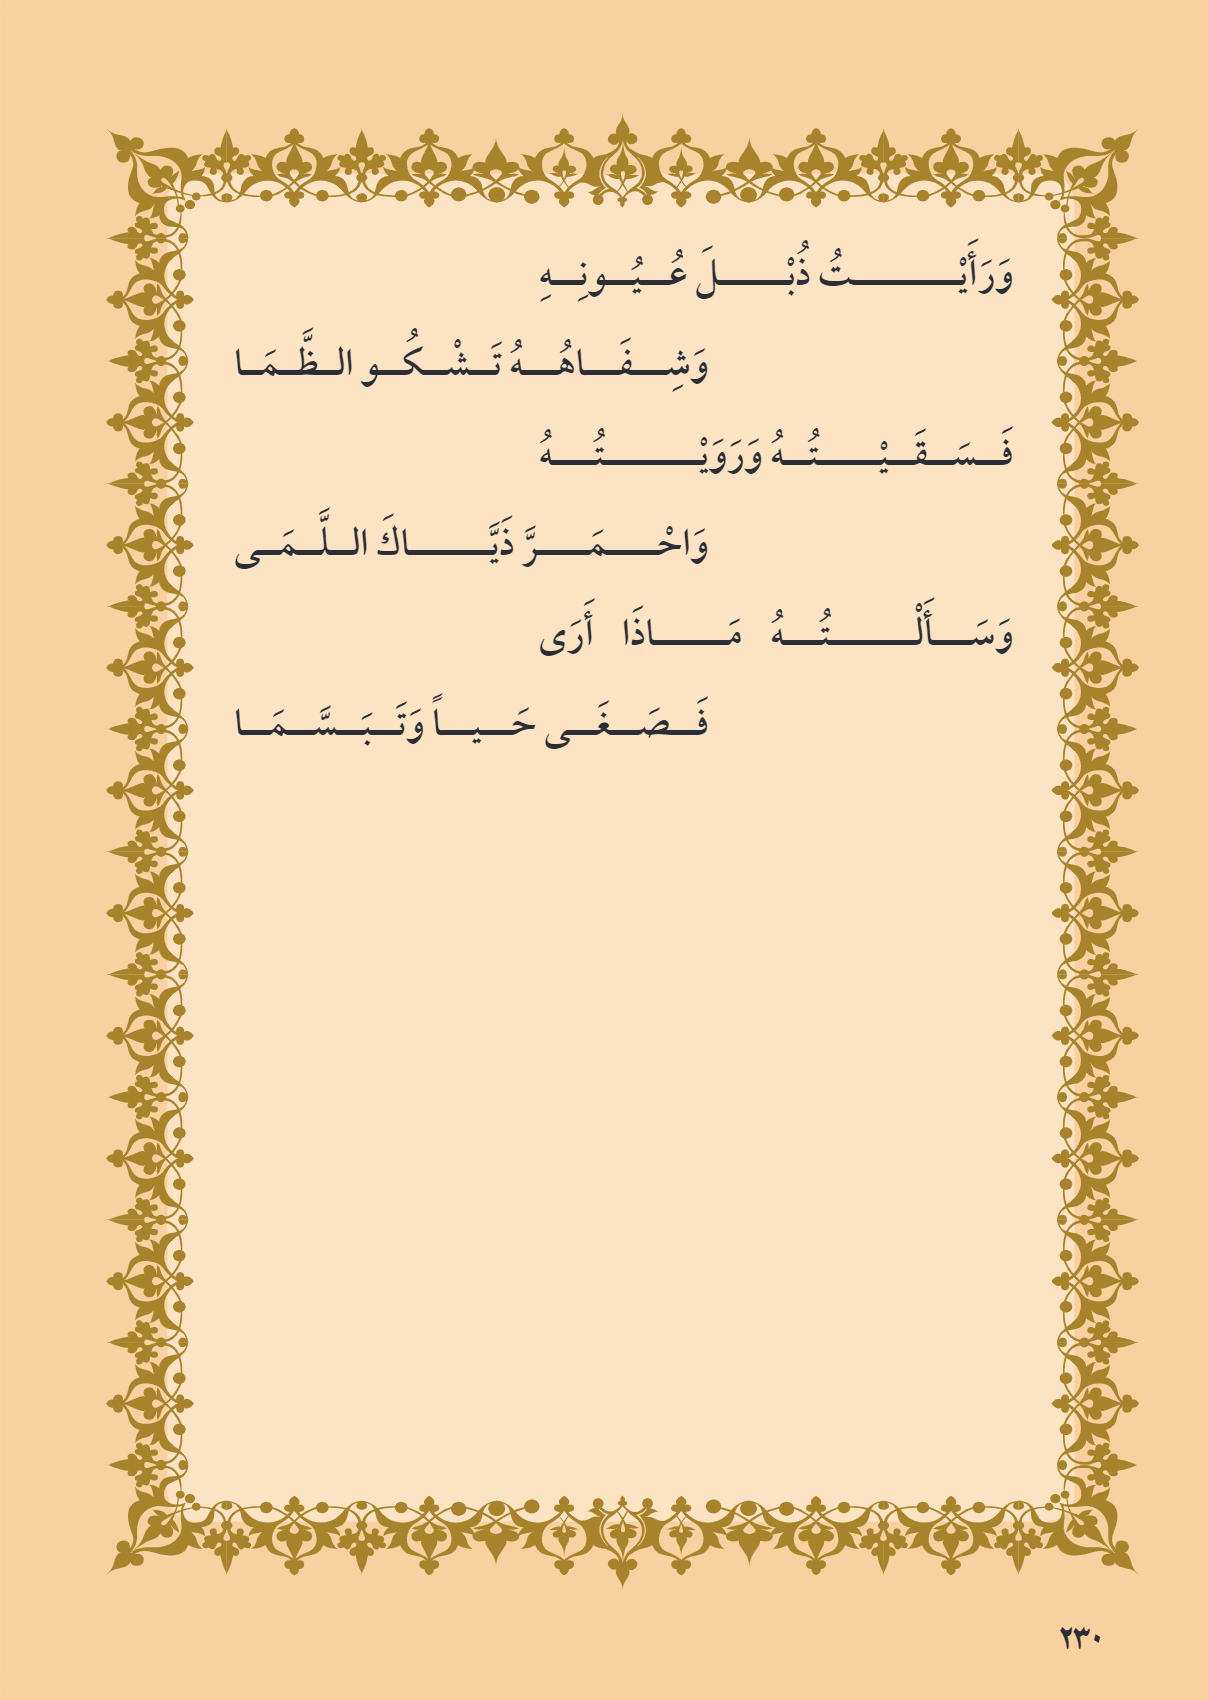 وَرَأَيْتُ ذُبْلَ عُيُونِهِ
وَشِفَاهُهُ تَشْكُو الظَّمَا
فَسَقَيْتُهُ وَرَوَيْتُهُ
وَاحْمَرَّ ذَيَّاكَ اللَّمَى
وَسَأَلْتُهُ مَاذَا أَرَى
فَصَغَى حَياً وَتَبَسَّمَا
٢٣٠